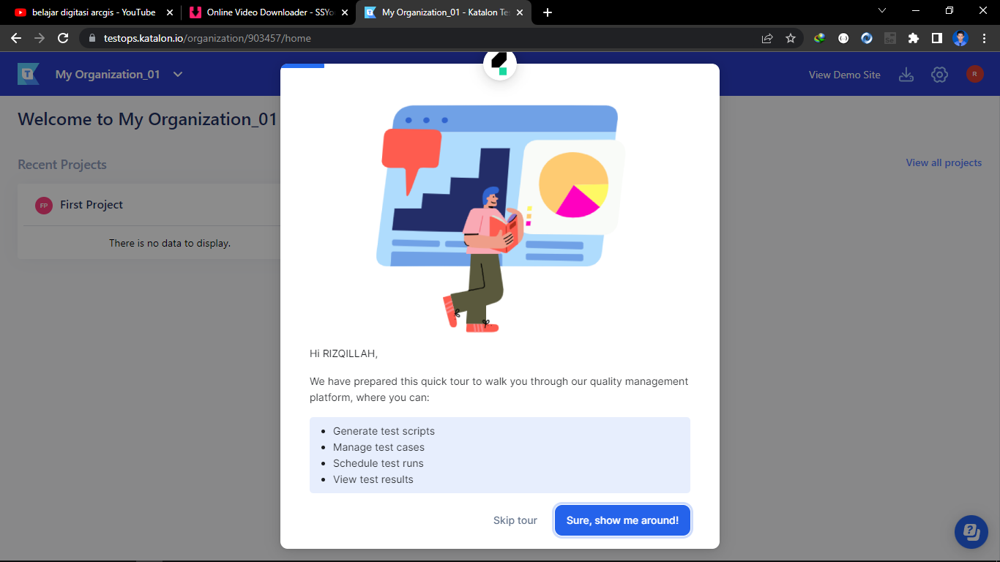 belajar digitasi arcgis - YouTube
Online Video Downloader - SSYo
My Organization_01 - Katalon Te
testops.katalon.io/organization/903457/home
My Organization_01
View Demo Site
R
Welcome to My Organization_01
Recent Projects
View all projects
FP
First Project
There is no data to display.
Hi RIZQILLAH,
We have prepared this quick tour to walk you through our quality management
platform, where you can:
Generate test scripts
Manage test cases
Schedule test runs
View test results
Skip tour
Sure, show me around!